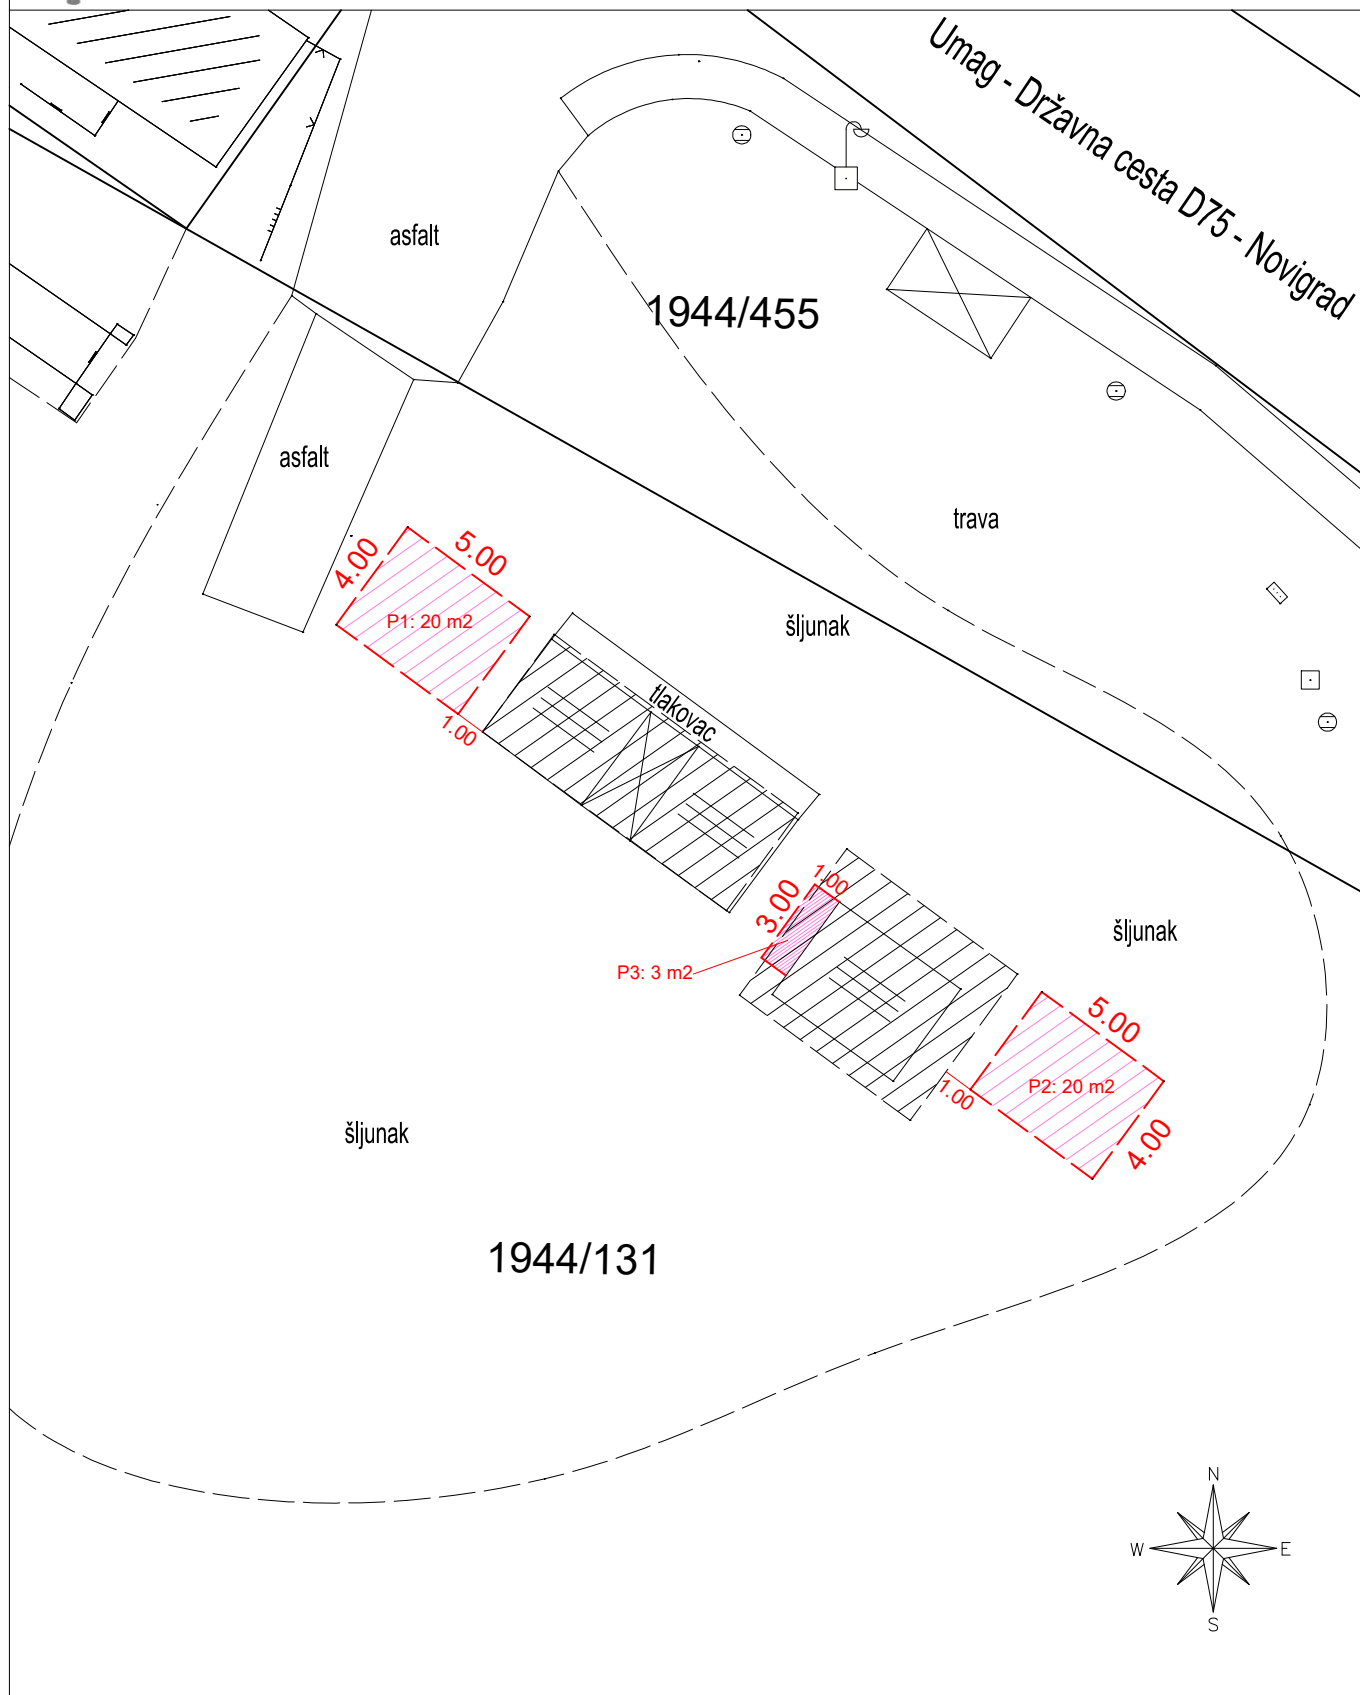 Umag - Državna cesta D75 - Novigrad
asfalt
1944/455
asfalt
trava
4.00
5.00
P1: 20 m2
šljunak
tlakovac
1.00
1.00
3.00
P3: 3 m2
šljunak
5.00
P2: 20 m2
1.00
4.00
šljunak
1944/131
N
W
E
S